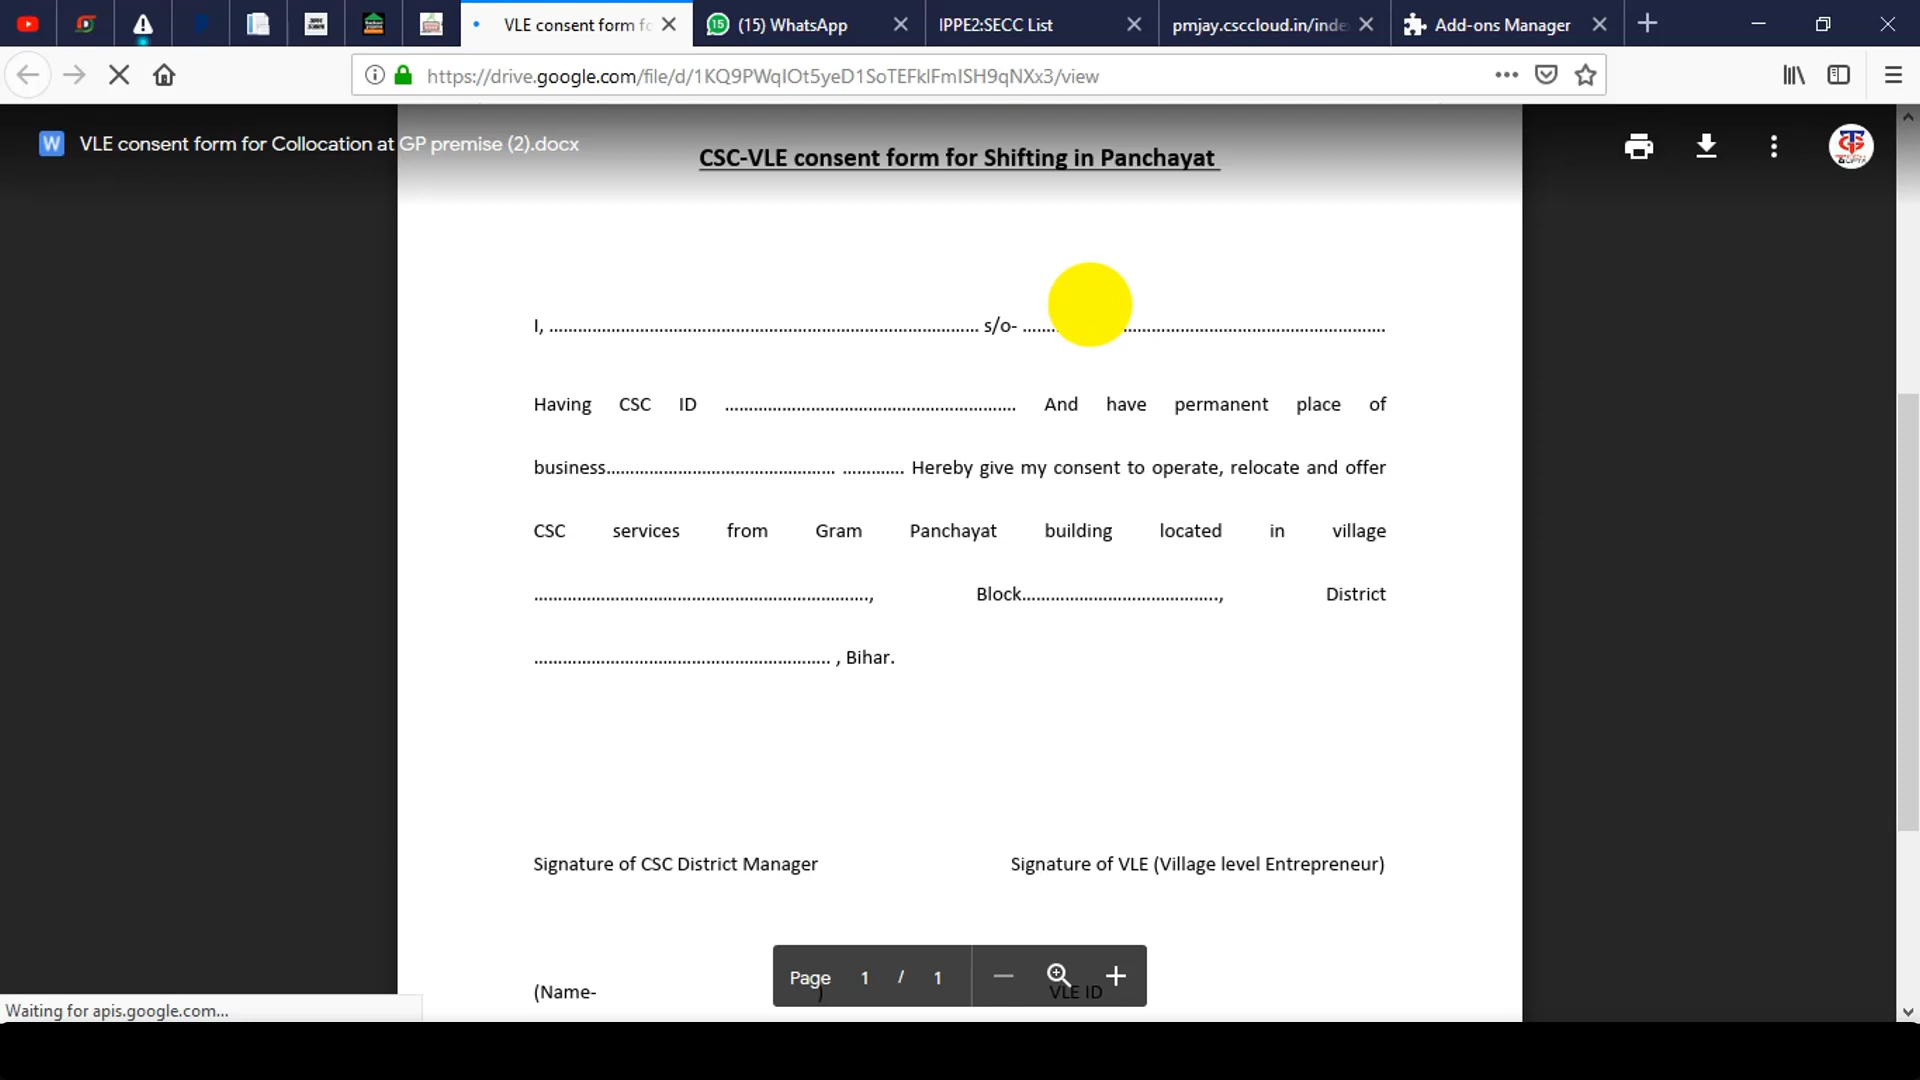 VLE consent form fo
(15) WhatsApp
IPPE2:SECC List
pmjay.csccloud.in/inde
Add-ons Manager
https://drive.google.com/file/d/1KQ9PWqIOt5yeD1SoTEFklFmISH9qNXx3/view
W VLE consent form for Collocation at GP premise (2).docx
CSC-VLE consent form for Shifting in Panchayat
I, .......................................................................................... s/o- ............................................................................
Having CSC ID ............................................................. And have permanent place of
business................................................ ............. Hereby give my consent to operate, relocate and offer
CSC services from Gram Panchayat building located in village
......................................................................, Block.........................................., District
.............................................................. , Bihar.
Signature of CSC District Manager Signature of VLE (Village level Entrepreneur)
Page 1 / 1
(Name- ) VLE ID
Waiting for apis.google.com...